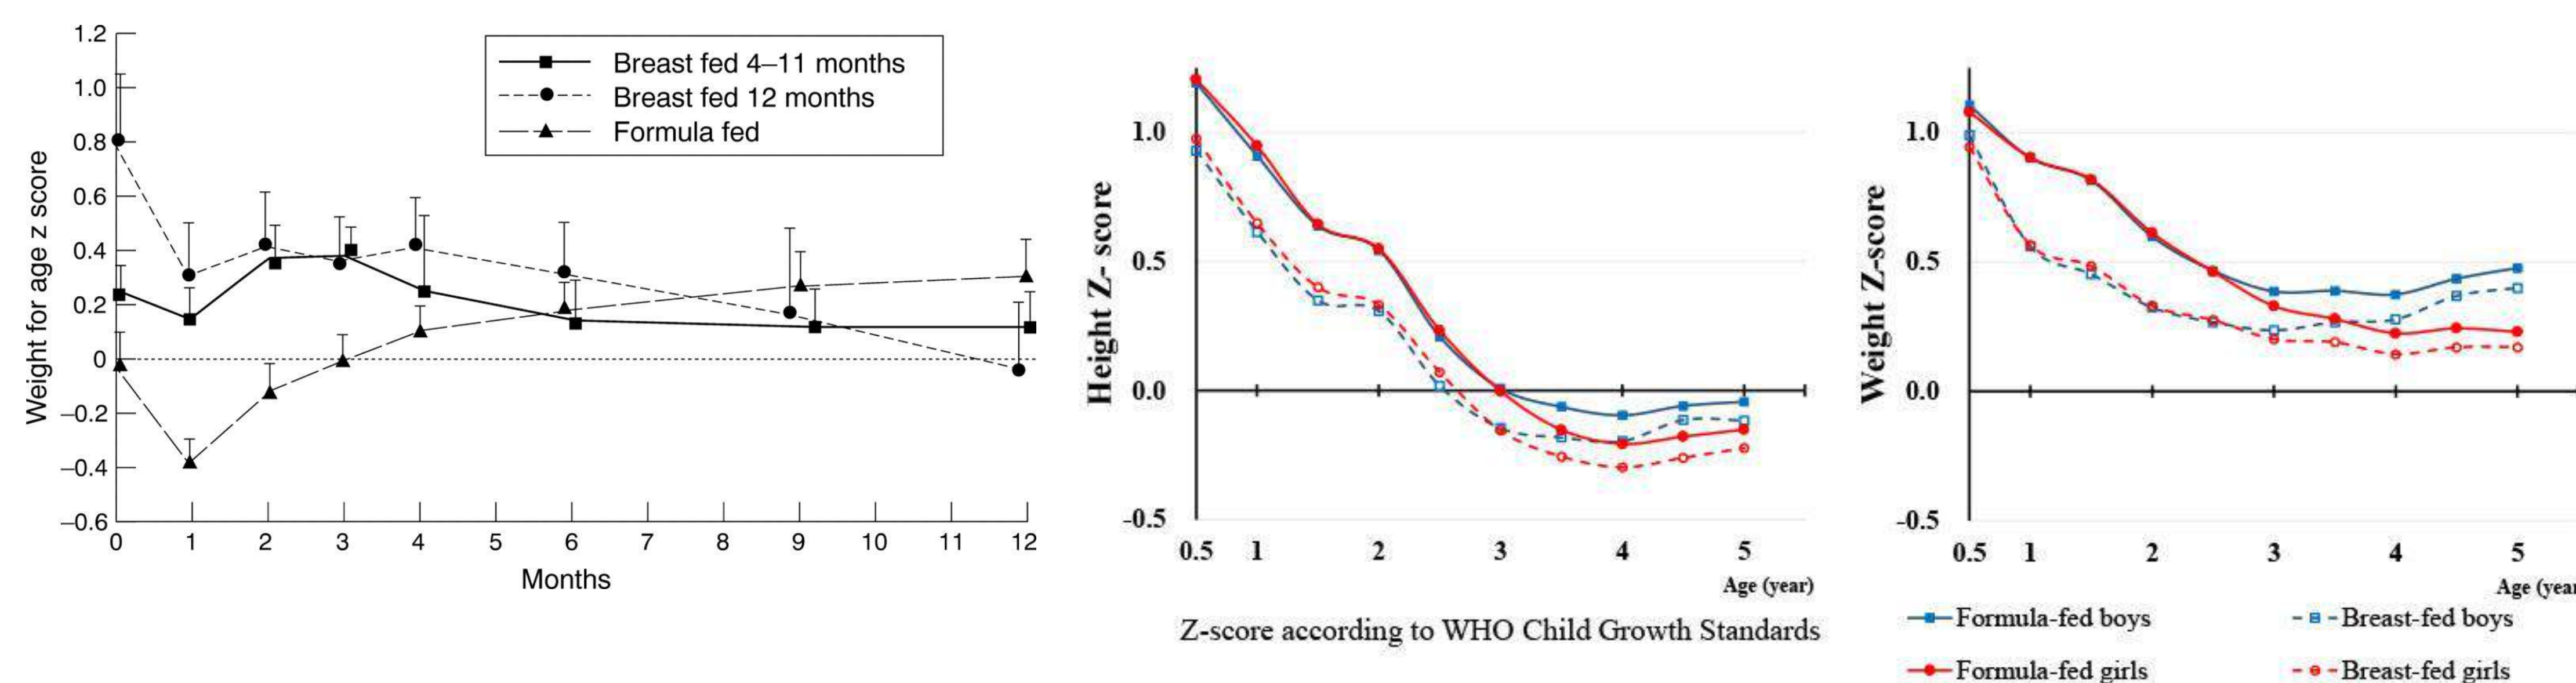 1.2
1.0
0.8
0.6
0.4
0.2
0
–0.2
–0.4
–0.6
Weight for age z score
Breast fed 4–11 months
Breast fed 12 months
Formula fed
0 1 2 3 4 5 6 7 8 9 10 11 12
Months
1.0
0.5
0.0
-0.5
Height Z- score
0.5 1 2 3 4 5
Age (year)
Z-score according to WHO Child Growth Standards
1.0
0.5
0.0
-0.5
Weight Z-score
0.5 1 2 3 4 5
Age (year
Formula-fed boys
Breast-fed boys
Formula-fed girls
Breast-fed girls